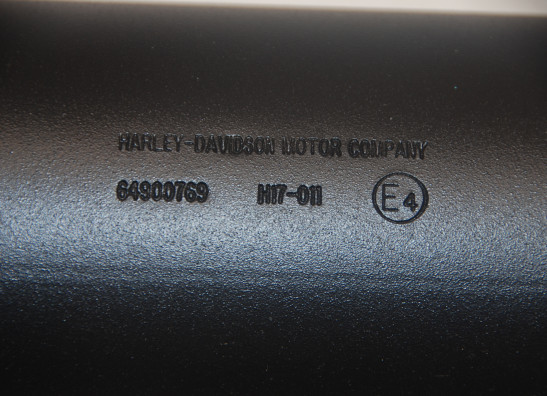 HARLEY-DAVIDSON MOTOR COMPANY
64900769 H17-011 E4